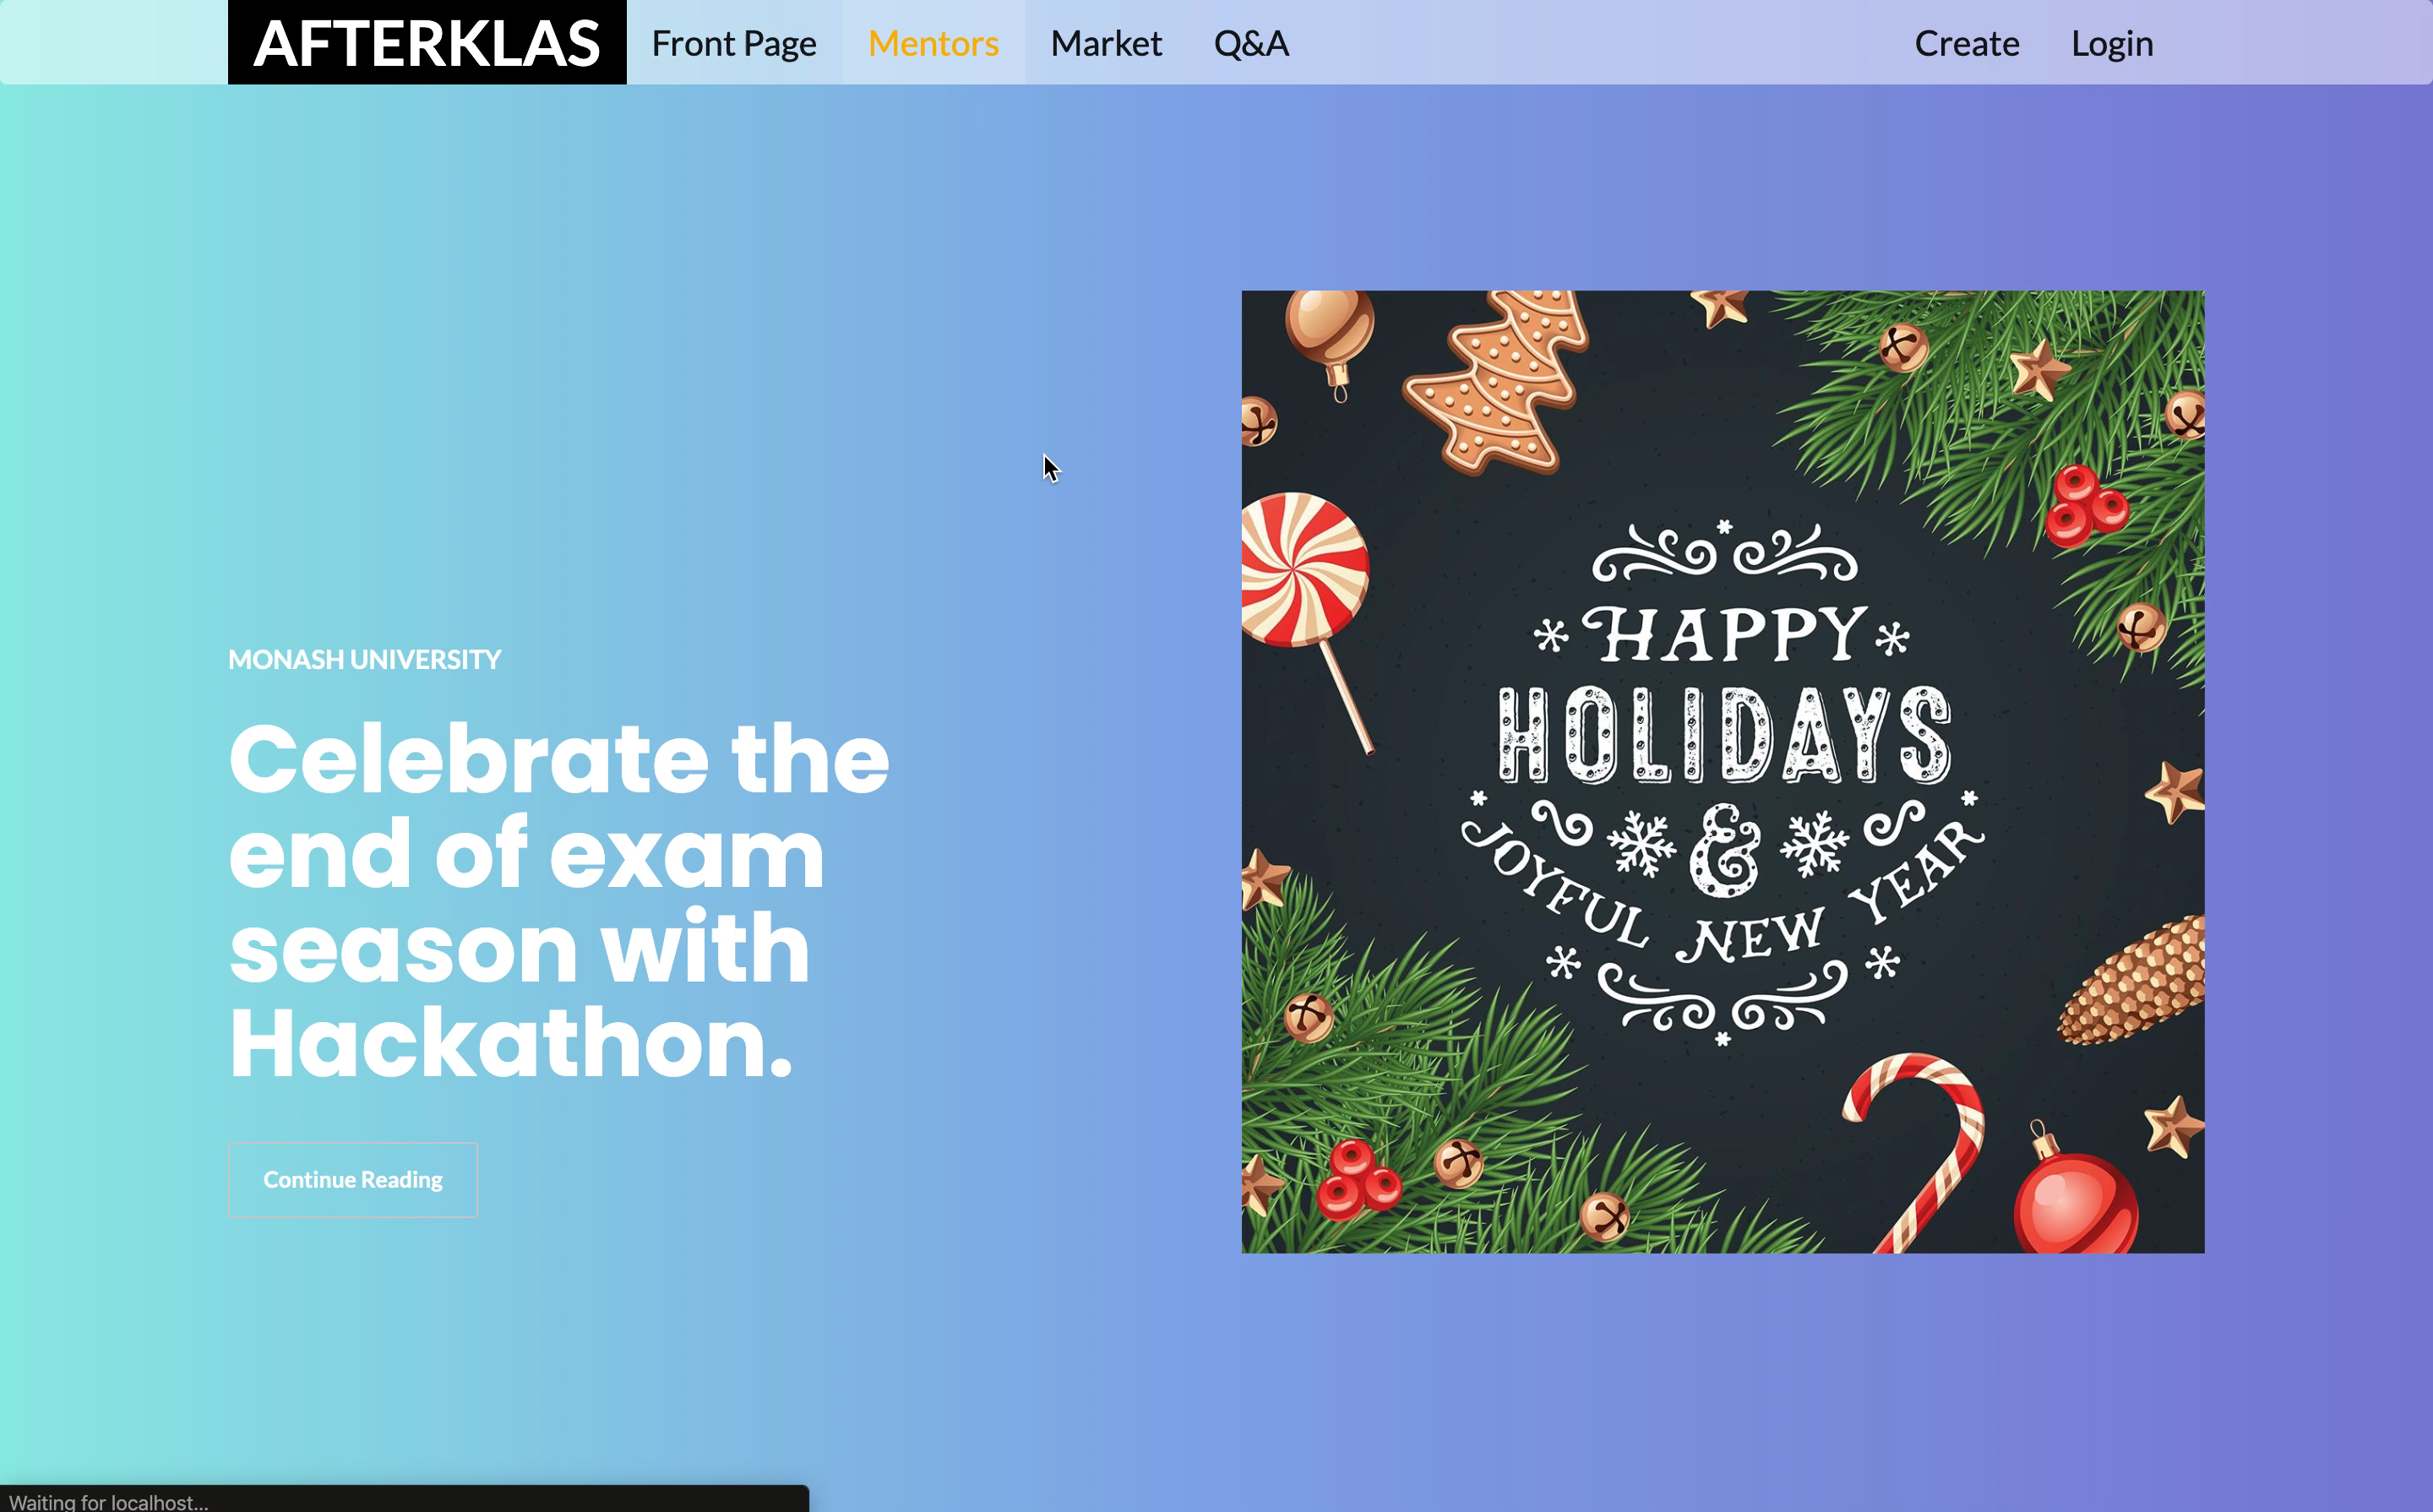 AFTERKLAS
Front Page
Mentors
Market
Q&A
Create
Login
MONASH UNIVERSITY
Celebrate the
end of exam
season with
Hackathon.
Continue Reading
HAPPY
HOLIDAYS
&
JOYFUL NEW YEAR
Waiting for localhost...